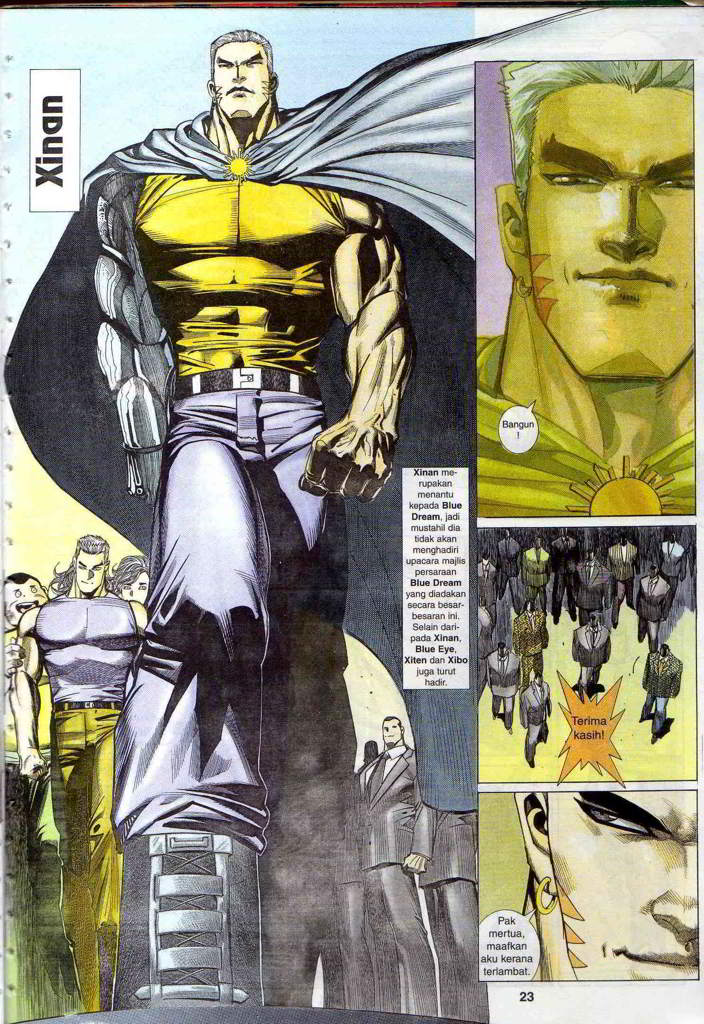 Xinan
Bangun
!
Xinan me-
rupakan
menantu
kepada Blue
Dream, jadi
mustahil dia
tidak akan
menghadiri
upacara majlis
persaraan
Blue Dream
yang diadakan
secara besar-
besaran ini.
Selain dari-
pada Xinan,
Blue Eye,
Xiten dan Xibo
juga turut
hadir.
Terima
kasih!
Pak
mertua,
maafkan
aku kerana
terlambat.
23